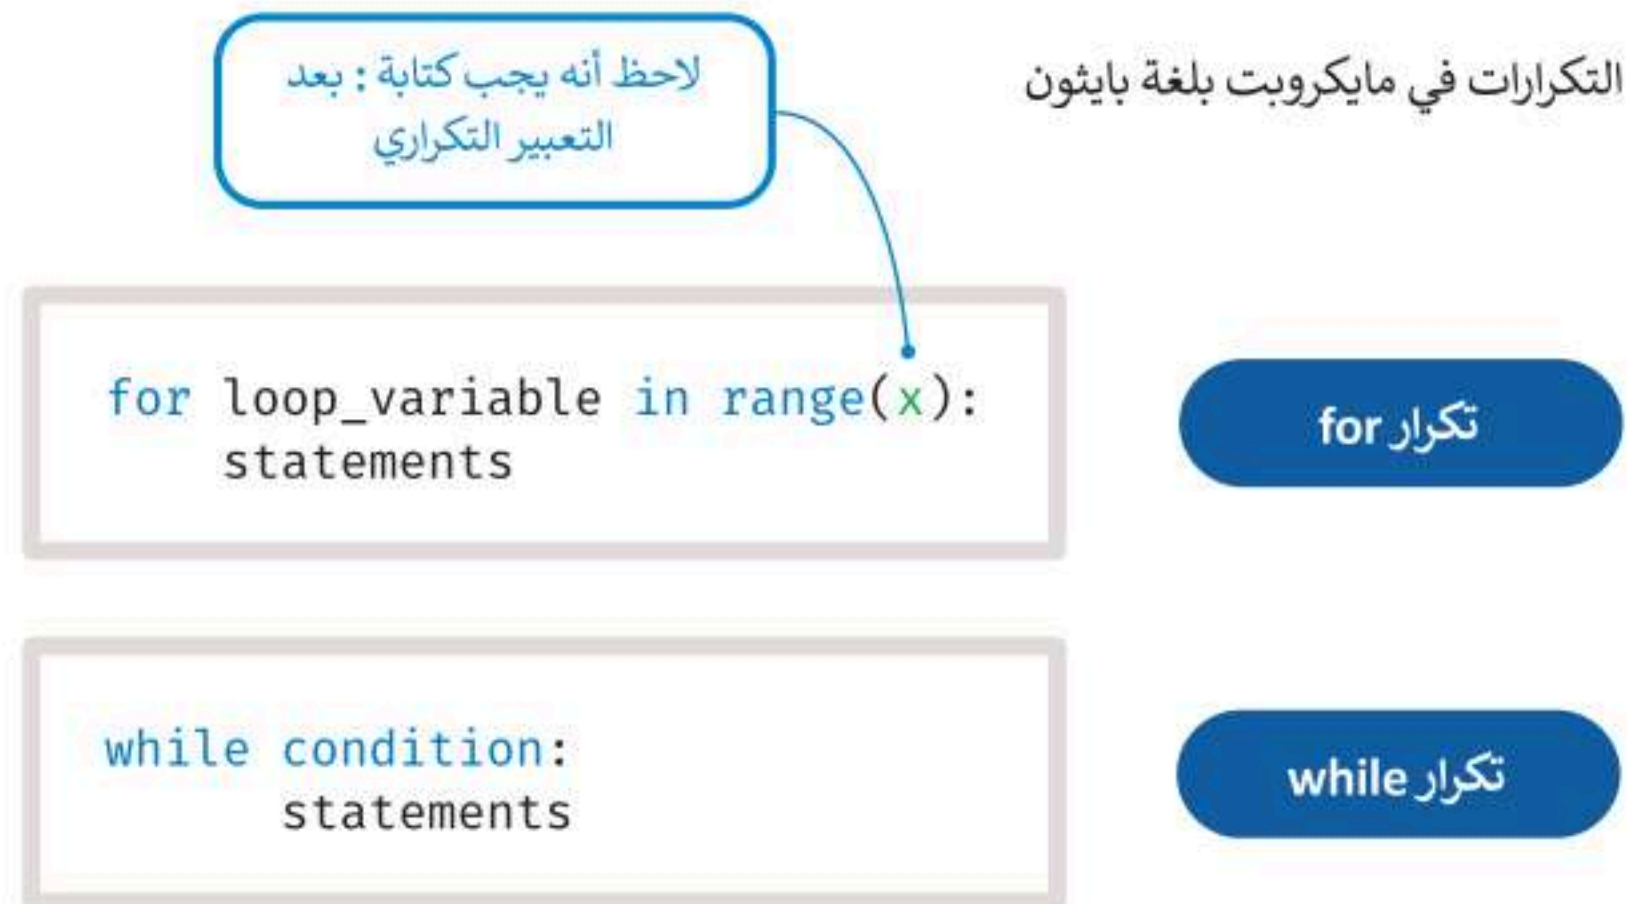 التكرارات في مايكروبت بلغة بايثون
لاحظ أنه يجب كتابة : بعد
التعبير التكراري
تكرار for
for loop_variable in range(x):
    statements
تكرار while
while condition:
      statements